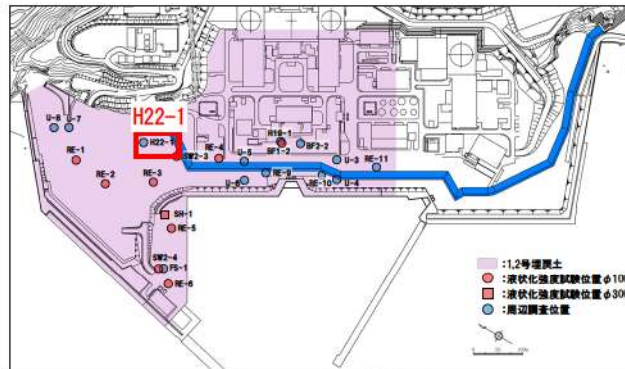 H22-1
U-8 U-7
H22-1
H19-1
RE-1
SW2-3
RE-4
BF1-2
BF2-2
U-5
U-3
RE-11
RE-2
RE-3
U-6
RE-9
RE-10
U-4
SH-1
RE-5
SW2-4
FS-1
RE-6
:1,2号埋戻土
:液状化強度試験位置φ100
:液状化強度試験位置φ300
:周辺調査位置